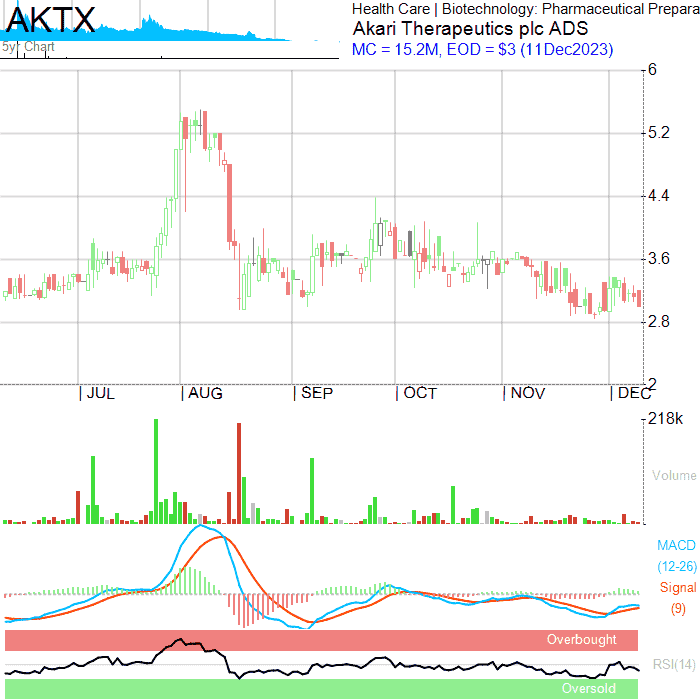 AKTX
Health Care | Biotechnology: Pharmaceutical Prepara
Akari Therapeutics plc ADS
5yr Chart
MC = 15.2M, EOD = $3 (11Dec2023)
6
5.2
4.4
3.6
2.8
2
JUL AUG SEP OCT NOV DEC
218k
Volume
MACD
(12-26)
Signal
(9)
Overbought
RSI(14)
Oversold